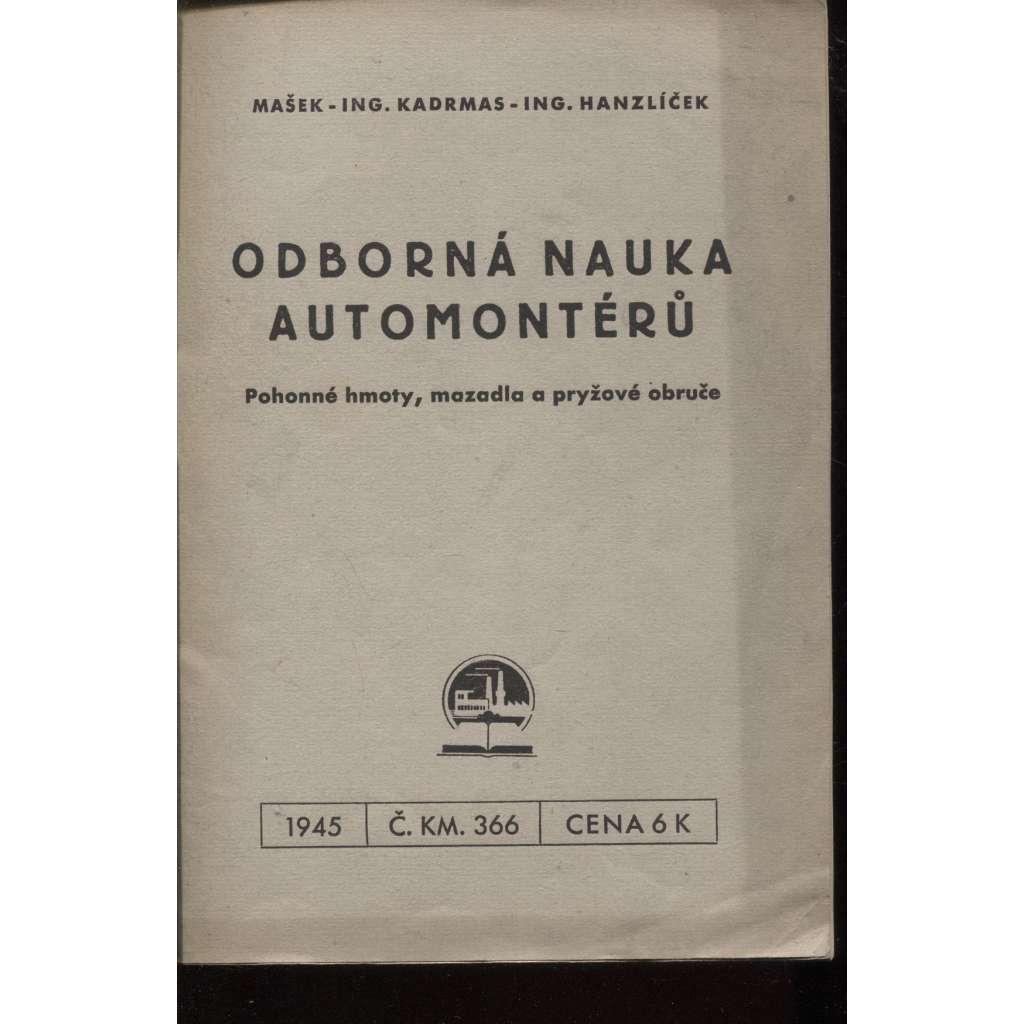 MAŠEK - ING. KADRMAS - ING. HANZLÍČEK
ODBORNÁ NAUKA
AUTOMONTÉRŮ
Pohonné hmoty, mazadla a pryžové obruče
1945 Č. KM. 366 CENA 6 K